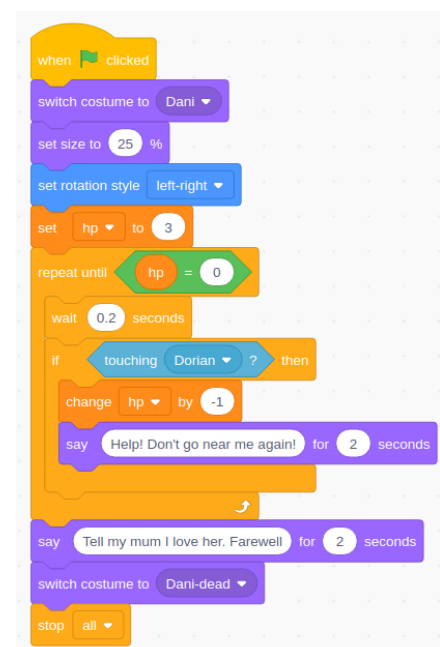 when clicked
switch costume to Dani
set size to 25 %
set rotation style left-right
set hp to 3
repeat until hp = 0
wait 0.2 seconds
if touching Dorian ? then
change hp by -1
say Help! Don't go near me again! for 2 seconds
say Tell my mum I love her. Farewell for 2 seconds
switch costume to Dani-dead
stop all